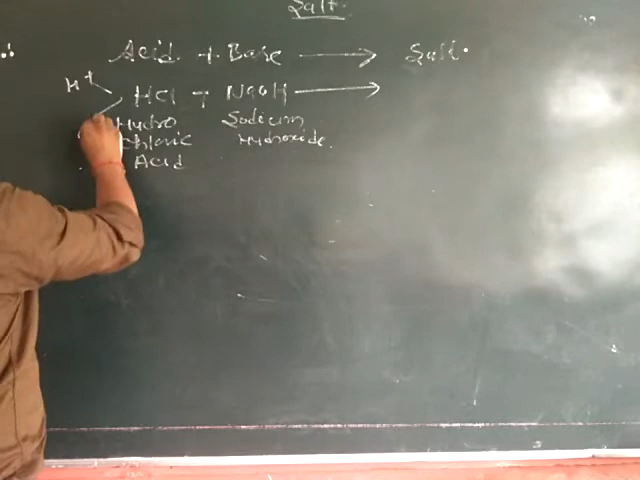 Salt.
Acid + Base ⟶ Salt.
H+
HCl + NaOH ⟶
Hydro Sodium
chloric Hydroxide.
Acid